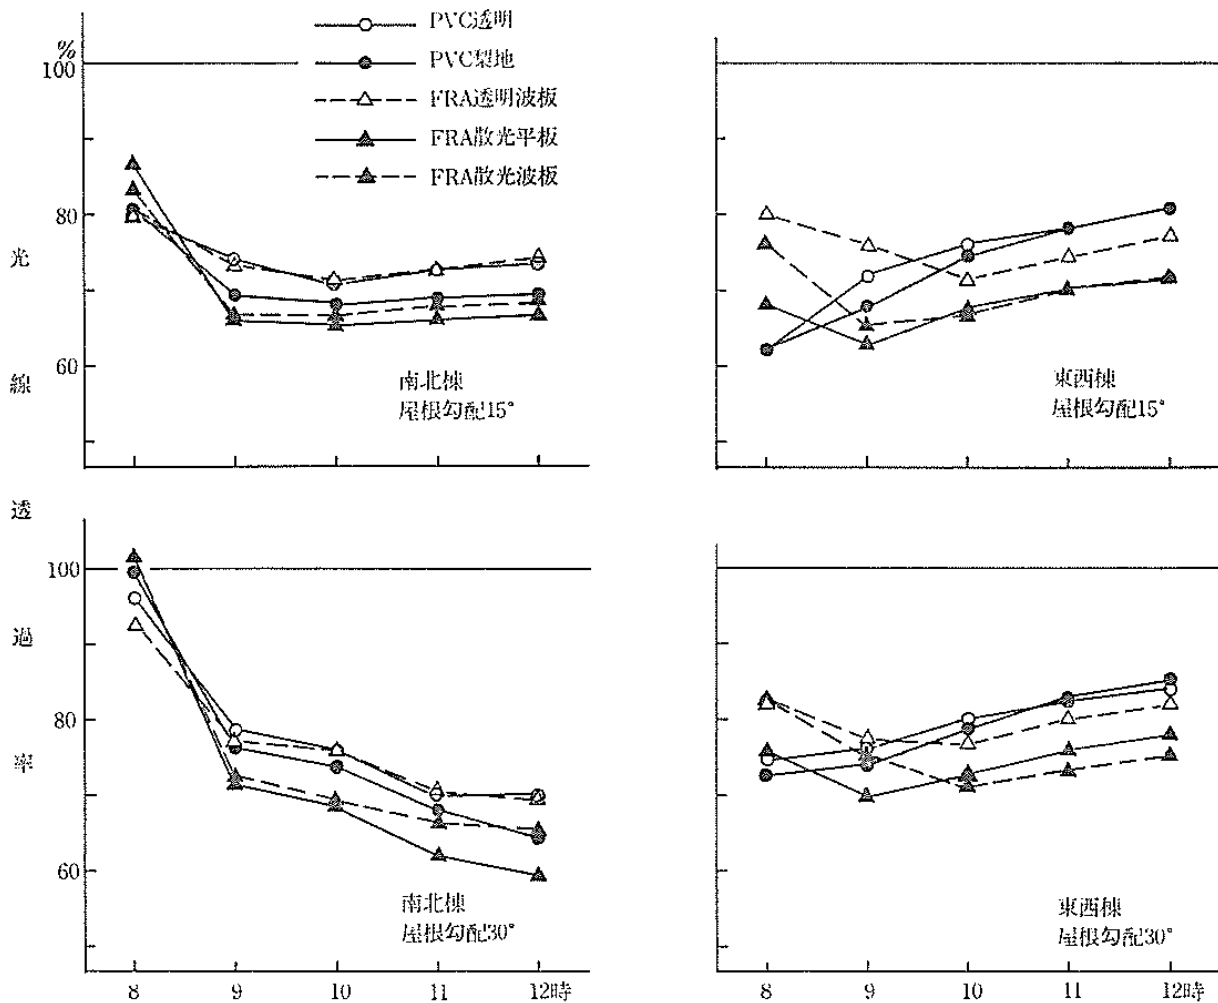 PVC透明
PVC梨地
FRA透明波板
FRA散光平板
FRA散光波板
光線透過率
%
100
80
60
南北棟
屋根勾配15°
東西棟
屋根勾配15°
100
80
60
南北棟
屋根勾配30°
8 9 10 11 12時
東西棟
屋根勾配30°
8 9 10 11 12時